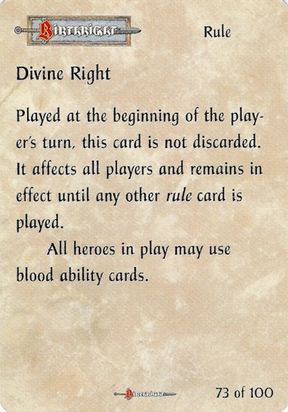 Birthright
Rule
Divine Right
Played at the beginning of the play-
er's turn, this card is not discarded.
It affects all players and remains in
effect until any other rule card is
played.
All heroes in play may use
blood ability cards.
Birthright
73 of 100